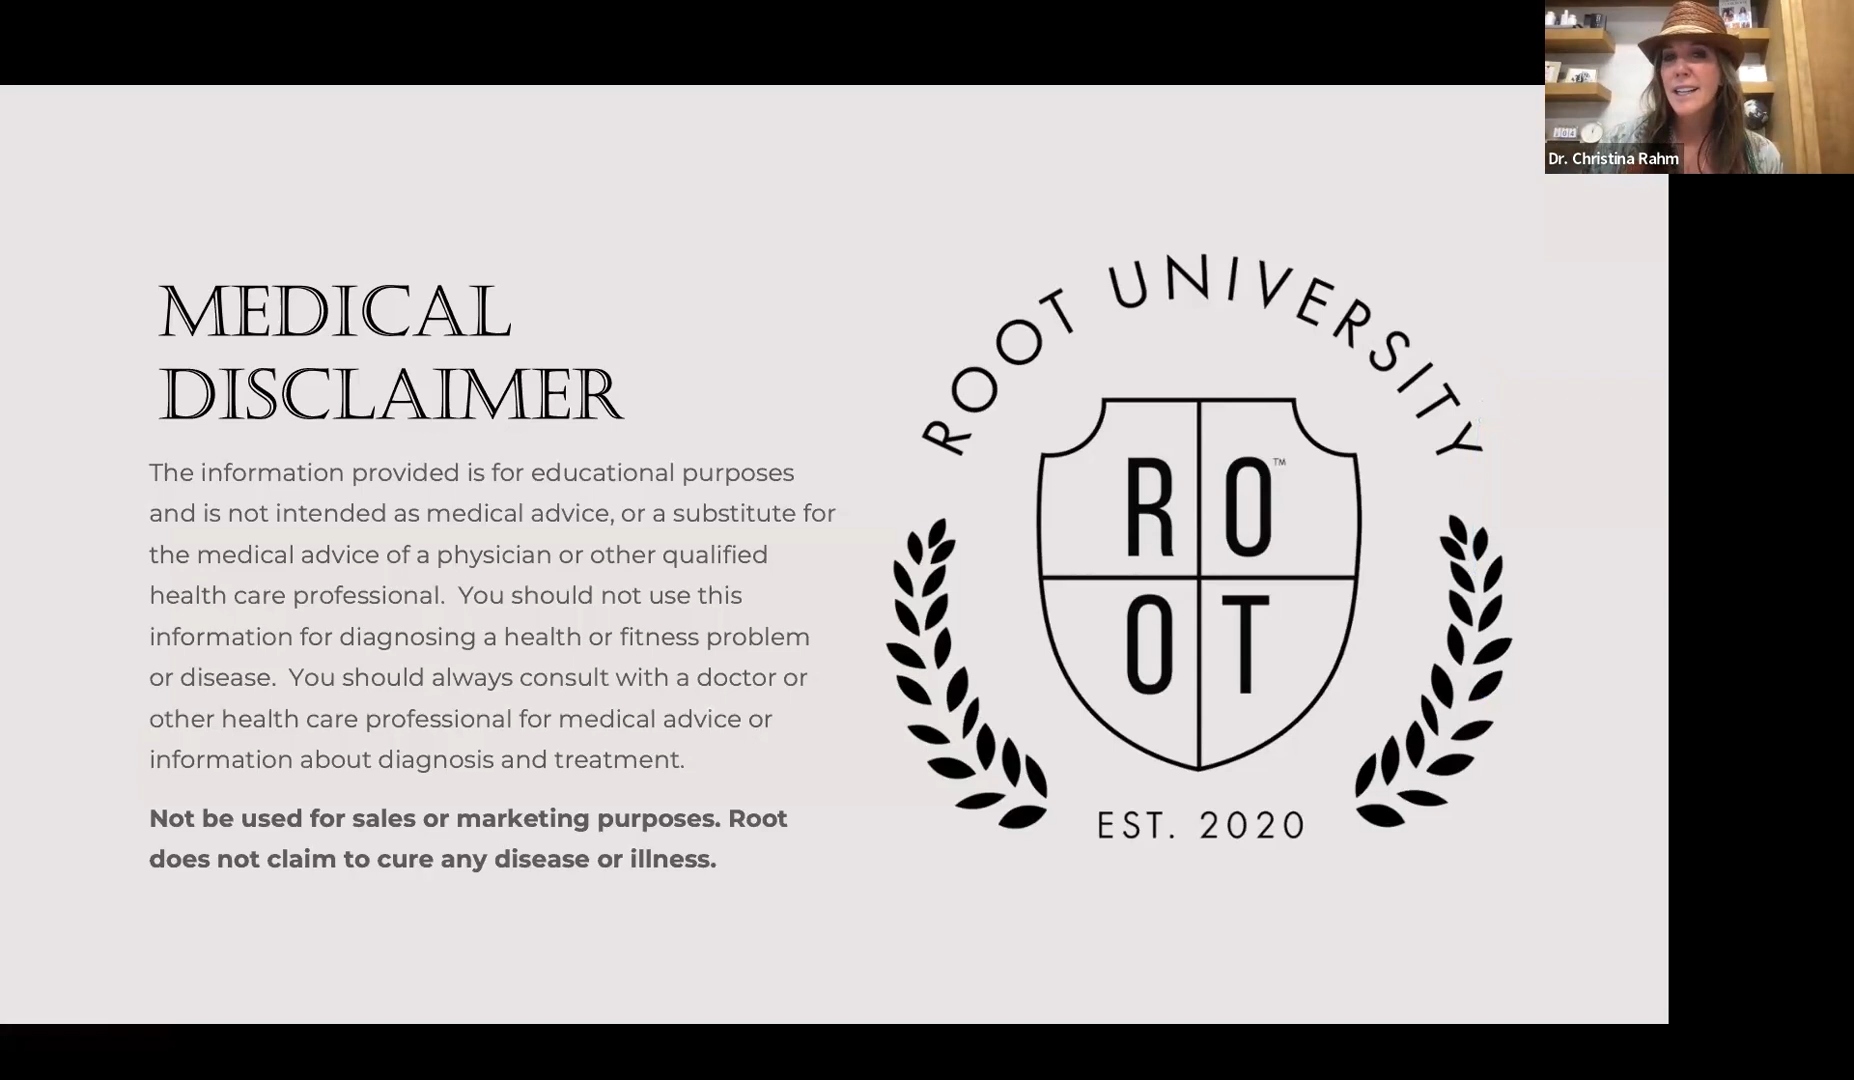 Dr. Christina Rahm
MEDICAL
DISCLAIMER
The information provided is for educational purposes
and is not intended as medical advice, or a substitute for
the medical advice of a physician or other qualified
health care professional.  You should not use this
information for diagnosing a health or fitness problem
or disease.  You should always consult with a doctor or
other health care professional for medical advice or
information about diagnosis and treatment.
Not be used for sales or marketing purposes. Root
does not claim to cure any disease or illness.
ROOT UNIVERSITY
RO™
OT
EST. 2020